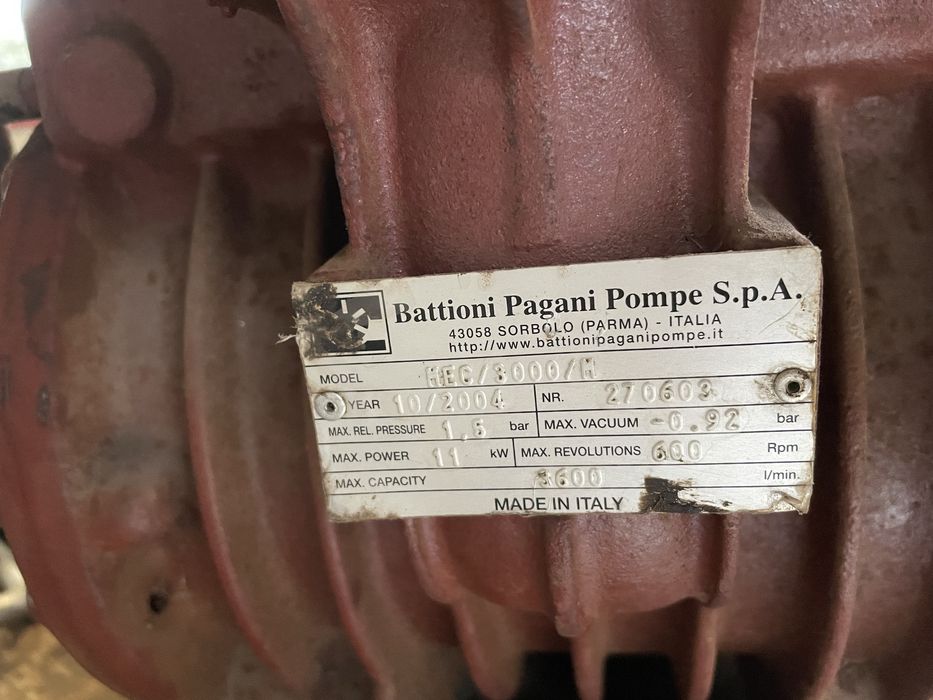 Battioni Pagani Pompe S.p.A.
43058 SORBOLO (PARMA) - ITALIA
http://www.battionipaganipompe.it
MODEL MEC/3000/M
YEAR 10/2004 NR. 270603
MAX. REL. PRESSURE 1,5 bar MAX. VACUUM -0.92 bar
MAX. POWER 11 kW MAX. REVOLUTIONS 600 Rpm
MAX. CAPACITY 3600 l/min.
MADE IN ITALY